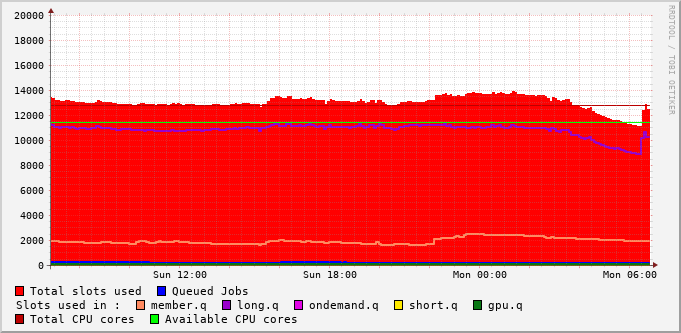 RRDTOOL / TOBI OETIKER
20000
18000
16000
14000
12000
10000
8000
6000
4000
2000
0
Sun 12:00 Sun 18:00 Mon 00:00 Mon 06:00
Total slots used Queued Jobs
Slots used in : member.q long.q ondemand.q short.q gpu.q
Total CPU cores Available CPU cores